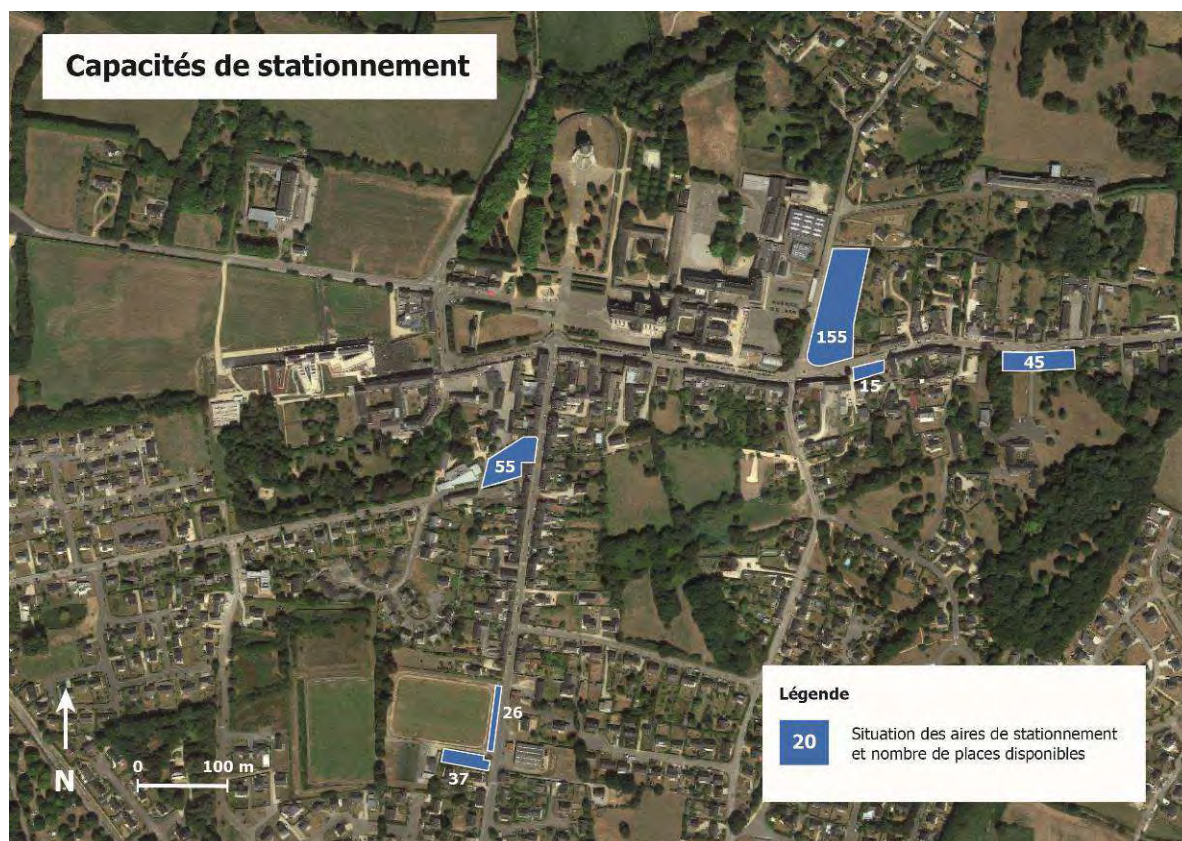 Capacités de stationnement
155
15
45
55
26
37
0 100 m
N
Légende
20
Situation des aires de stationnement
et nombre de places disponibles